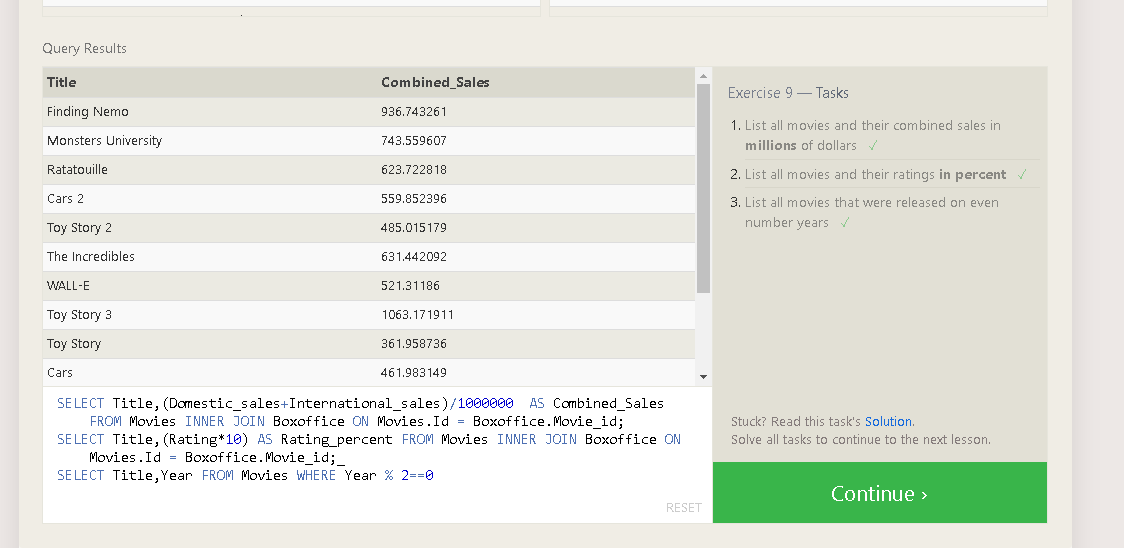 Query Results
Title Combined_Sales
Finding Nemo 936.743261
Monsters University 743.559607
Ratatouille 623.722818
Cars 2 559.852396
Toy Story 2 485.015179
The Incredibles 631.442092
WALL-E 521.31186
Toy Story 3 1063.171911
Toy Story 361.958736
Cars 461.983149
SELECT Title,(Domestic_sales+International_sales)/1000000  AS Combined_Sales
FROM Movies INNER JOIN Boxoffice ON Movies.Id = Boxoffice.Movie_id;
SELECT Title,(Rating*10) AS Rating_percent FROM Movies INNER JOIN Boxoffice ON
Movies.Id = Boxoffice.Movie_id;_
SELECT Title,Year FROM Movies WHERE Year % 2==0
RESET
Exercise 9 — Tasks
1. List all movies and their combined sales in
millions of dollars ✓
2. List all movies and their ratings in percent ✓
3. List all movies that were released on even
number years ✓
Stuck? Read this task's Solution.
Solve all tasks to continue to the next lesson.
Continue ›